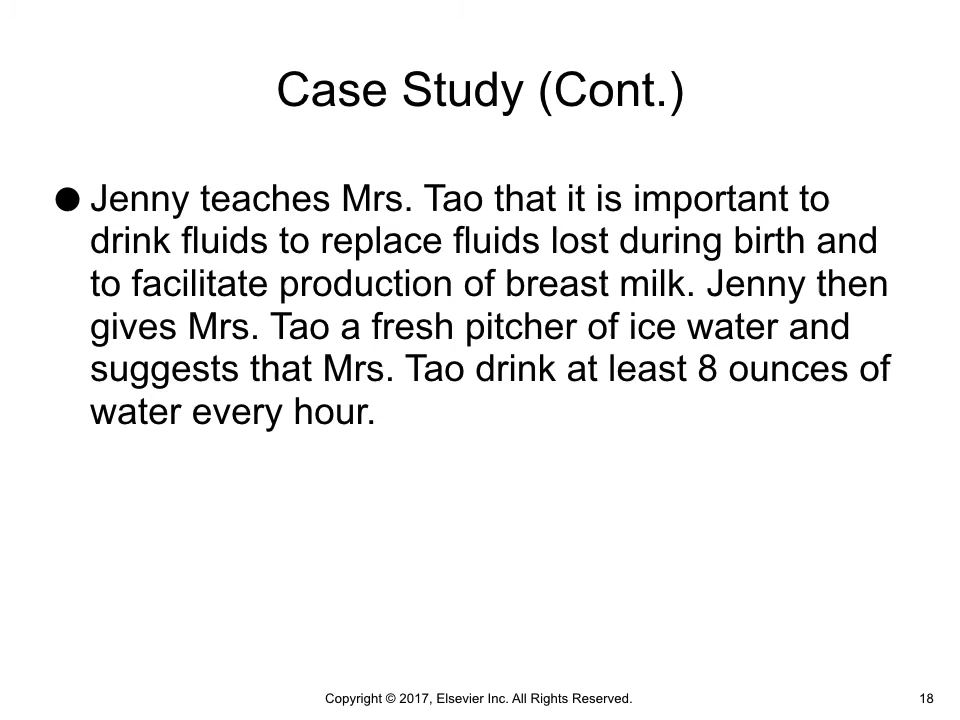 Case Study (Cont.)
● Jenny teaches Mrs. Tao that it is important to
drink fluids to replace fluids lost during birth and
to facilitate production of breast milk. Jenny then
gives Mrs. Tao a fresh pitcher of ice water and
suggests that Mrs. Tao drink at least 8 ounces of
water every hour.
Copyright © 2017, Elsevier Inc. All Rights Reserved.
18